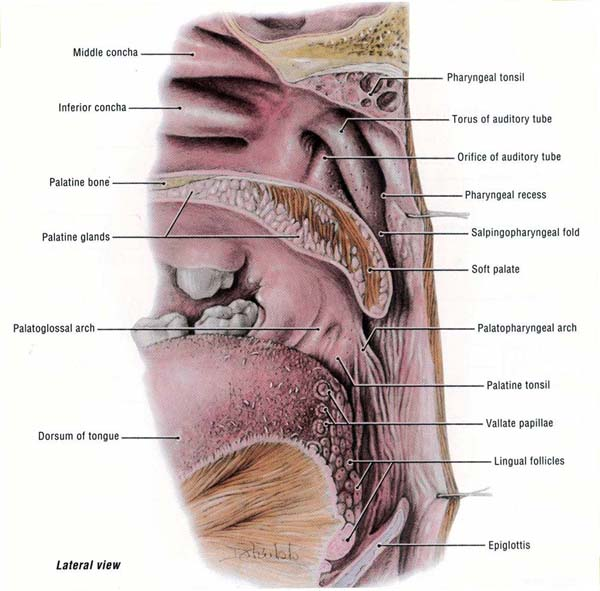 Middle concha
Inferior concha
Palatine bone
Palatine glands
Palatoglossal arch
Dorsum of tongue
Lateral view
Pharyngeal tonsil
Torus of auditory tube
Orifice of auditory tube
Pharyngeal recess
Salpingopharyngeal fold
Soft palate
Palatopharyngeal arch
Palatine tonsil
Vallate papillae
Lingual follicles
Epiglottis